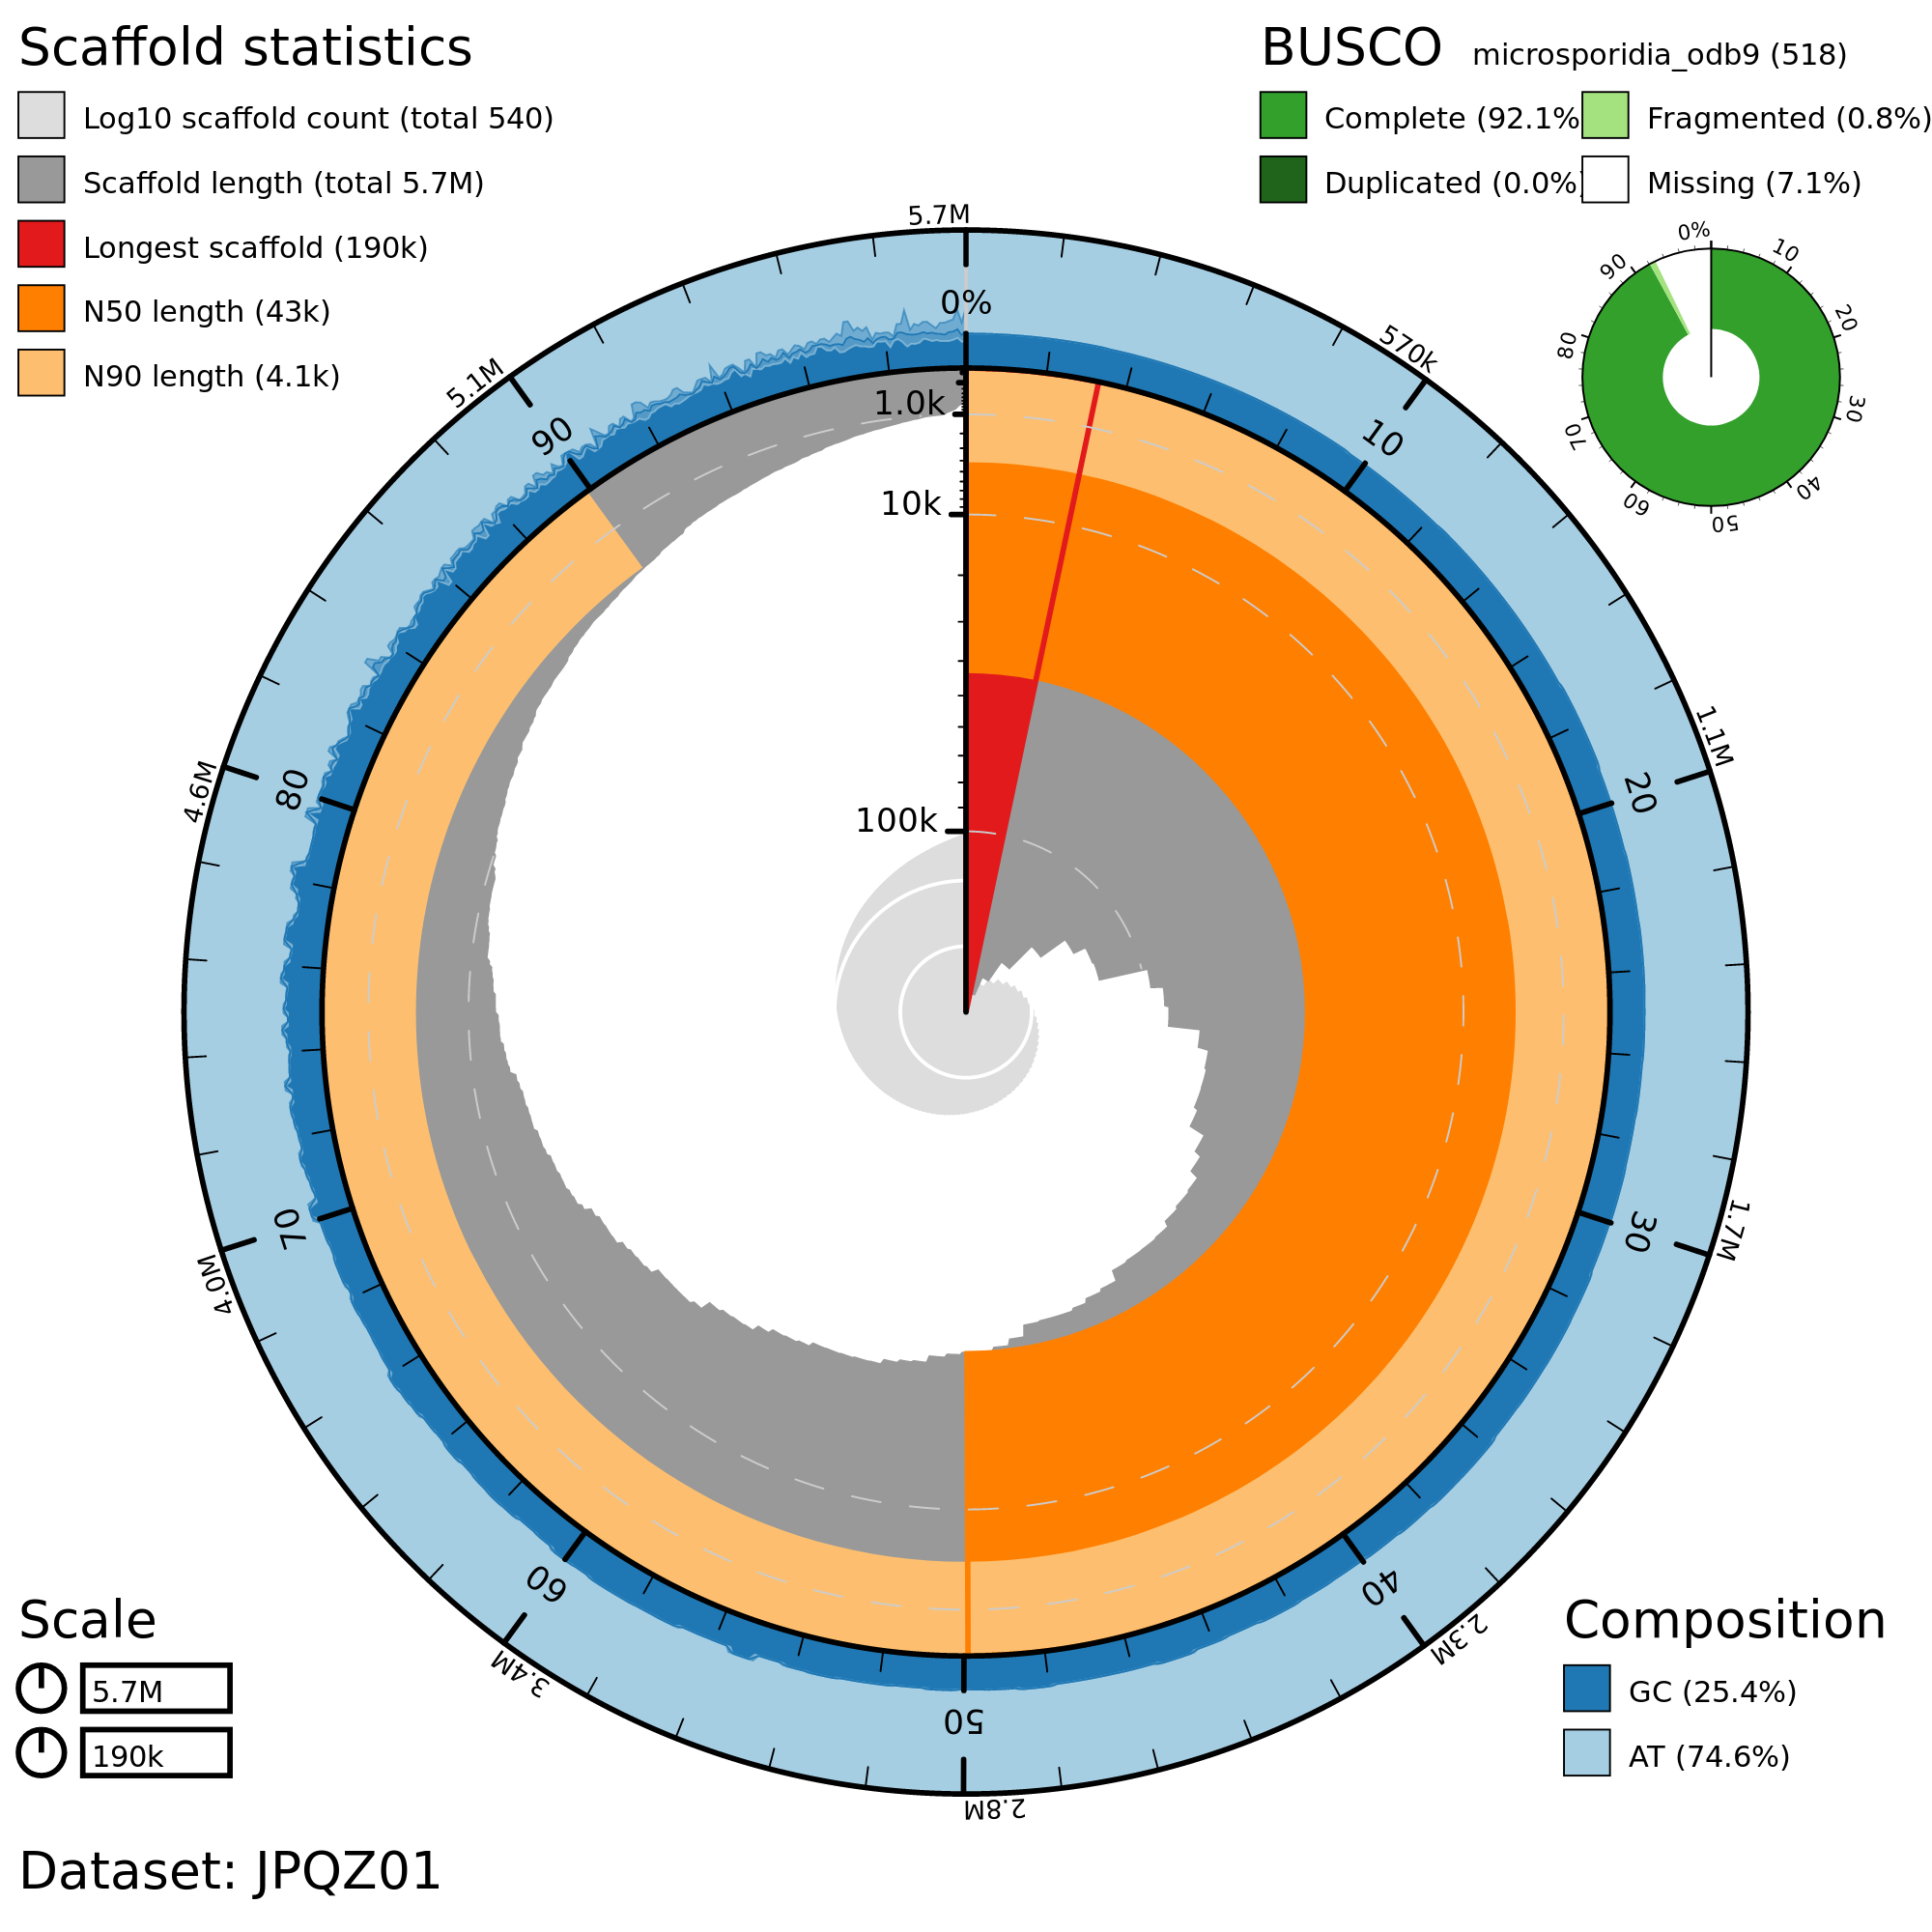 Scaffold statistics
Log10 scaffold count (total 540)
Scaffold length (total 5.7M)
Longest scaffold (190k)
N50 length (43k)
N90 length (4.1k)
BUSCO microsporidia_odb9 (518)
Complete (92.1%
Fragmented (0.8%)
Duplicated (0.0%)
Missing (7.1%)
0%
10
20
30
40
50
60
70
80
90
5.7M
570k
1.1M
1.7M
2.3M
2.8M
3.4M
4.0M
4.6M
5.1M
0%
10
20
30
40
50
60
70
80
90
1.0k
10k
100k
Scale
5.7M
190k
Composition
GC (25.4%)
AT (74.6%)
Dataset: JPQZ01